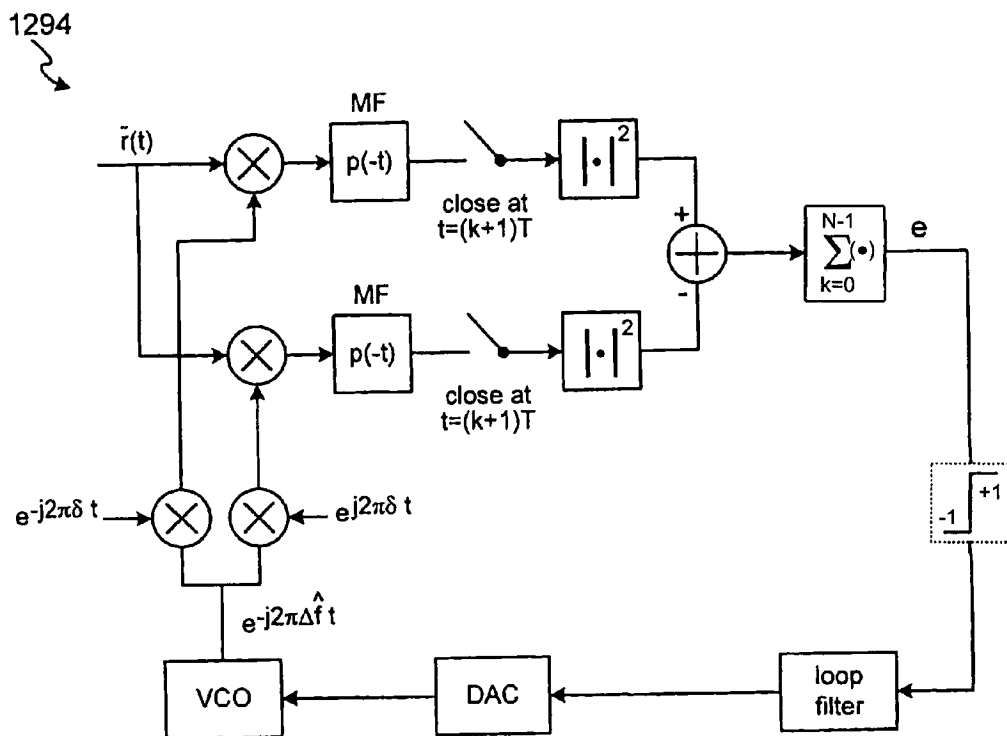 1294
r̃(t)
MF
p(-t)
close at
t=(k+1)T
| • |²
+
-
N-1
∑(•)
k=0
e
MF
p(-t)
close at
t=(k+1)T
| • |²
e^-j2πδ t
e^j2πδ t
+1
-1
e^-j2πΔf̂ t
VCO
DAC
loop
filter